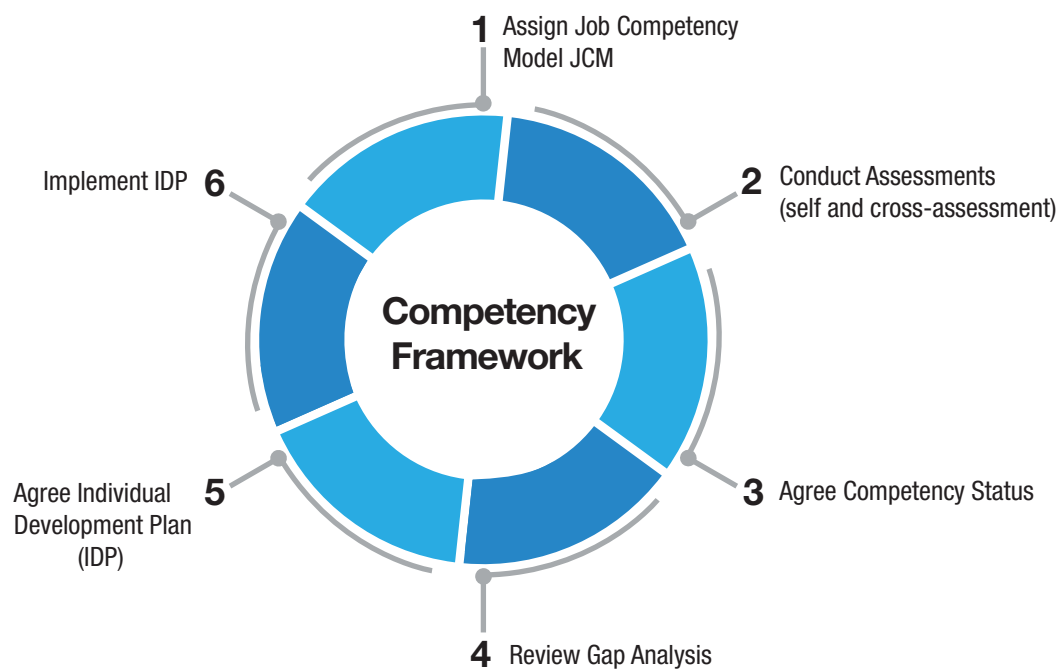 1 Assign Job Competency
Model JCM
2 Conduct Assessments
(self and cross-assessment)
3 Agree Competency Status
4 Review Gap Analysis
5 Agree Individual
Development Plan
(IDP)
Implement IDP 6
Competency
Framework